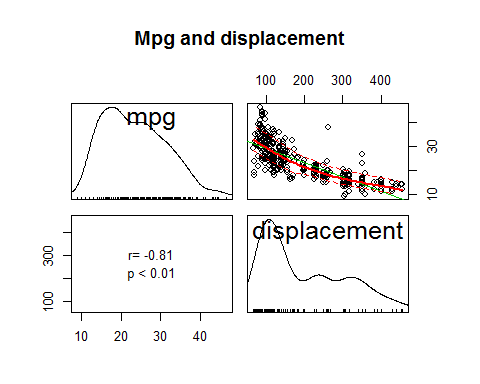 Mpg and displacement
100 200 300 400
mpg
10 30
displacement
100 300
r= -0.81
p < 0.01
10 20 30 40